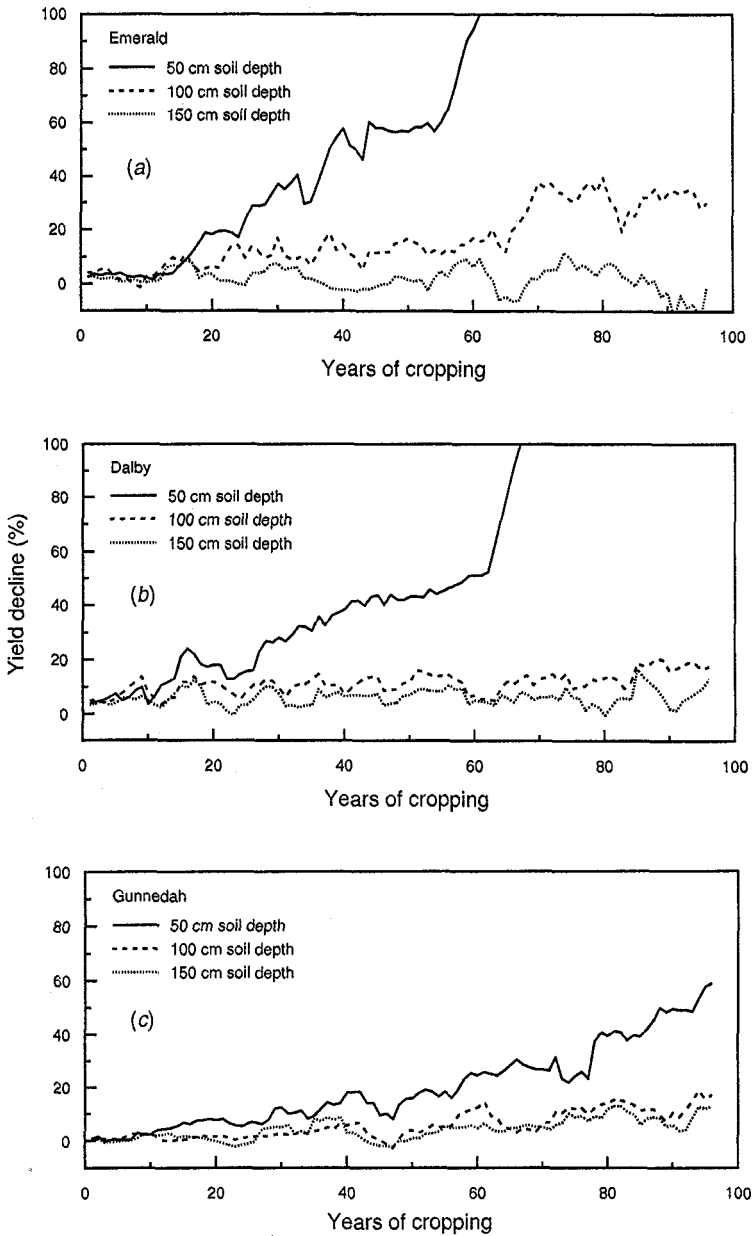 100
80
60
40
20
0
Emerald
50 cm soil depth
100 cm soil depth
150 cm soil depth
(a)
0 20 40 60 80 100
Years of cropping
Yield decline (%)
100
80
60
40
20
0
Dalby
50 cm soil depth
100 cm soil depth
150 cm soil depth
(b)
0 20 40 60 80 100
Years of cropping
100
80
60
40
20
0
Gunnedah
50 cm soil depth
100 cm soil depth
150 cm soil depth
(c)
0 20 40 60 80 100
Years of cropping